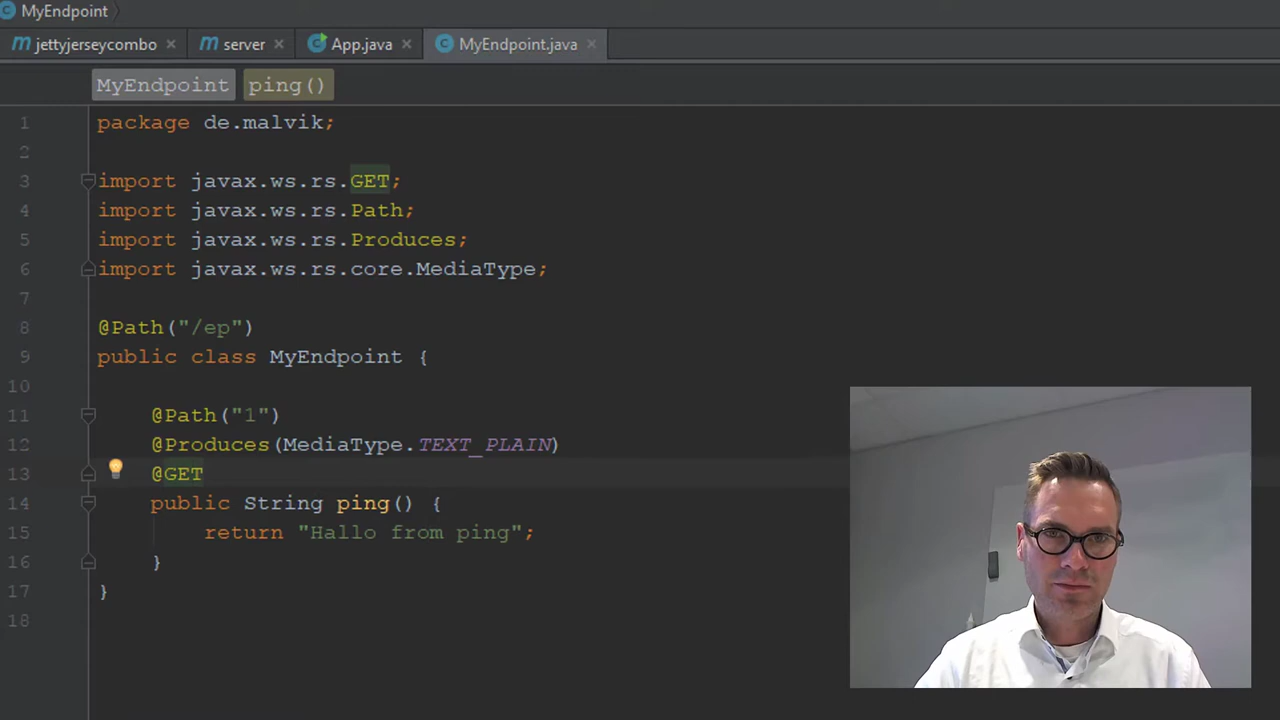 MyEndpoint
jettyjerseycombo server App.java MyEndpoint.java
MyEndpoint ping()
1 package de.malvik;
2
3 import javax.ws.rs.GET;
4 import javax.ws.rs.Path;
5 import javax.ws.rs.Produces;
6 import javax.ws.rs.core.MediaType;
7
8 @Path("/ep")
9 public class MyEndpoint {
10
11 @Path("1")
12 @Produces(MediaType.TEXT_PLAIN)
13 @GET
14 public String ping() {
15 return "Hallo from ping";
16 }
17 }
18